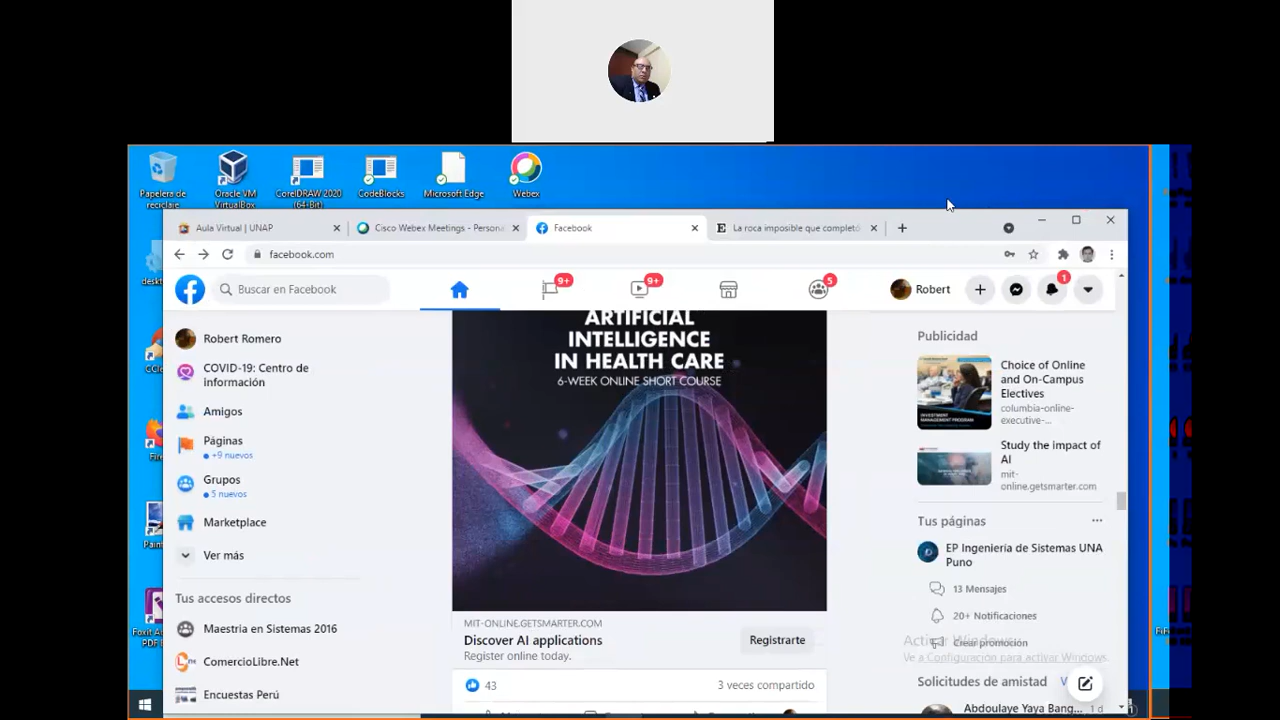 Papelera de
reciclaje
Oracle VM
VirtualBox
CorelDRAW 2020
(64-Bit)
CodeBlocks
Microsoft Edge
Webex
Aula Virtual | UNAP
Cisco Webex Meetings - Persona
Facebook
La roca imposible que completó
facebook.com
Buscar en Facebook
9+
9+
5
Robert
1
Robert Romero
COVID-19: Centro de
información
Amigos
Páginas
+9 nuevos
Grupos
5 nuevos
Marketplace
Ver más
Tus accesos directos
Maestria en Sistemas 2016
ComercioLibre.Net
Encuestas Perú
ARTIFICIAL
INTELLIGENCE
IN HEALTH CARE
6-WEEK ONLINE SHORT COURSE
MIT-ONLINE.GETSMARTER.COM
Discover AI applications
Register online today.
Registrarte
43
3 veces compartido
Publicidad
INVESTMENT
MANAGEMENT PROGRAM
Choice of Online
and On-Campus
Electives
columbia-online-
executive-...
Study the impact of
AI
mit-
online.getsmarter.com
Tus páginas
EP Ingeniería de Sistemas UNA
Puno
13 Mensajes
20+ Notificaciones
Crear promoción
Activar Windows
Ve a Configuración para activar Windows.
Solicitudes de amistad
Abdoulaye Yaya Bang...
1 d